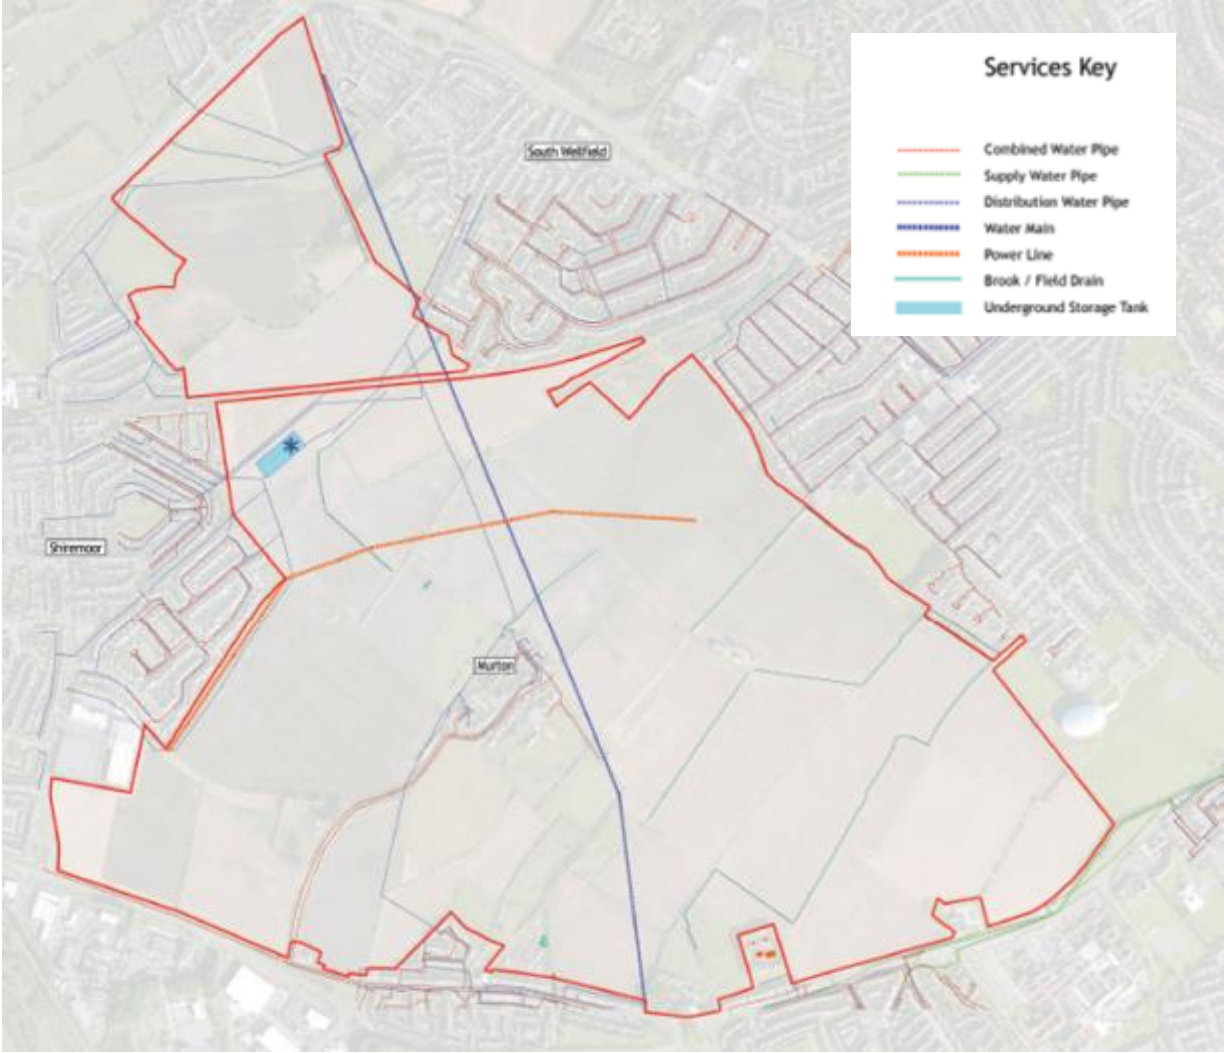 Services Key
South Wellfield
Combined Water Pipe
Supply Water Pipe
Distribution Water Pipe
Water Main
Power Line
Brook / Field Drain
Underground Storage Tank
Shiremoor
Murton